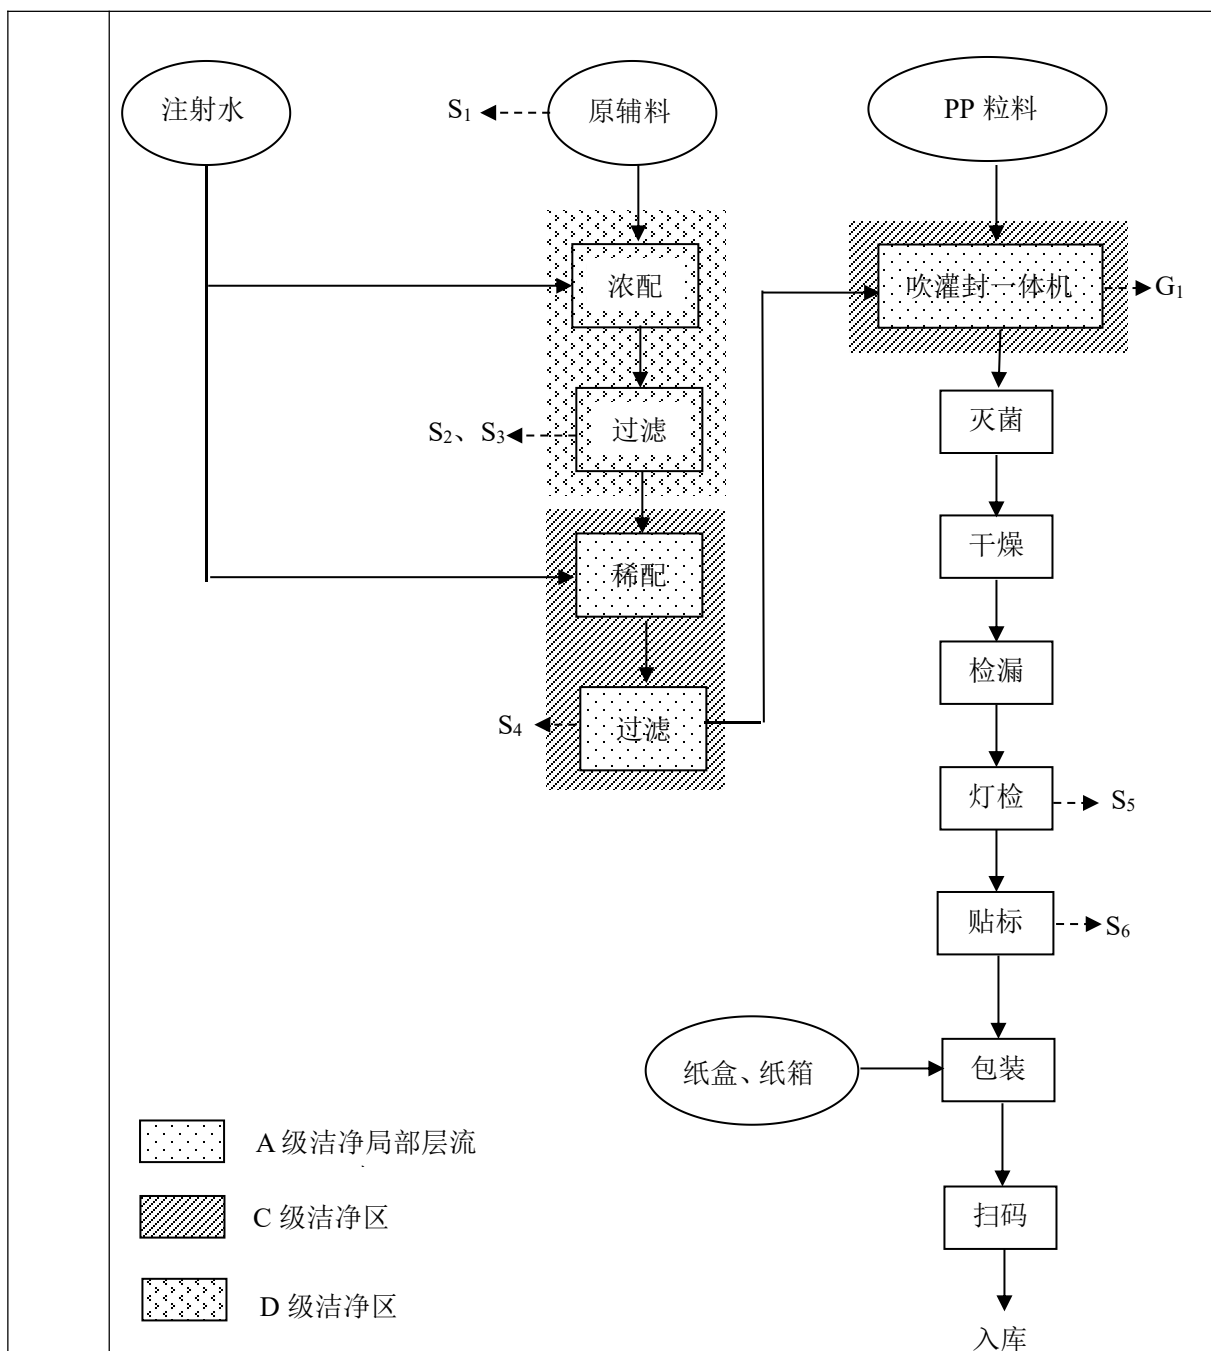 注射水
S₁
原辅料
PP 粒料
浓配
吹灌封一体机
G₁
S₂、S₃
过滤
灭菌
稀配
干燥
S₄
过滤
检漏
灯检
S₅
贴标
S₆
纸盒、纸箱
包装
A 级洁净局部层流
C 级洁净区
扫码
D 级洁净区
入库